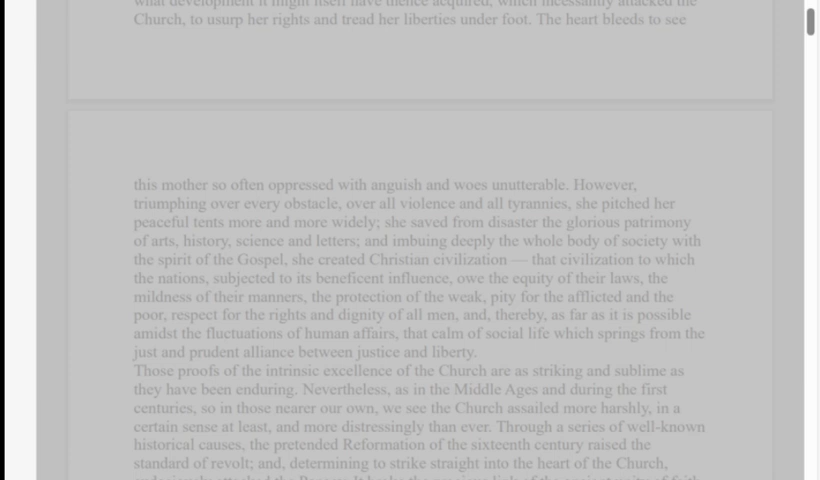 what development it might itself have thence acquired, which incessantly attacked the
Church, to usurp her rights and tread her liberties under foot. The heart bleeds to see
this mother so often oppressed with anguish and woes unutterable. However,
triumphing over every obstacle, over all violence and all tyrannies, she pitched her
peaceful tents more and more widely; she saved from disaster the glorious patrimony
of arts, history, science and letters; and imbuing deeply the whole body of society with
the spirit of the Gospel, she created Christian civilization — that civilization to which
the nations, subjected to its beneficent influence, owe the equity of their laws, the
mildness of their manners, the protection of the weak, pity for the afflicted and the
poor, respect for the rights and dignity of all men, and, thereby, as far as it is possible
amidst the fluctuations of human affairs, that calm of social life which springs from the
just and prudent alliance between justice and liberty.
Those proofs of the intrinsic excellence of the Church are as striking and sublime as
they have been enduring. Nevertheless, as in the Middle Ages and during the first
centuries, so in those nearer our own, we see the Church assailed more harshly, in a
certain sense at least, and more distressingly than ever. Through a series of well-known
historical causes, the pretended Reformation of the sixteenth century raised the
standard of revolt; and, determining to strike straight into the heart of the Church,